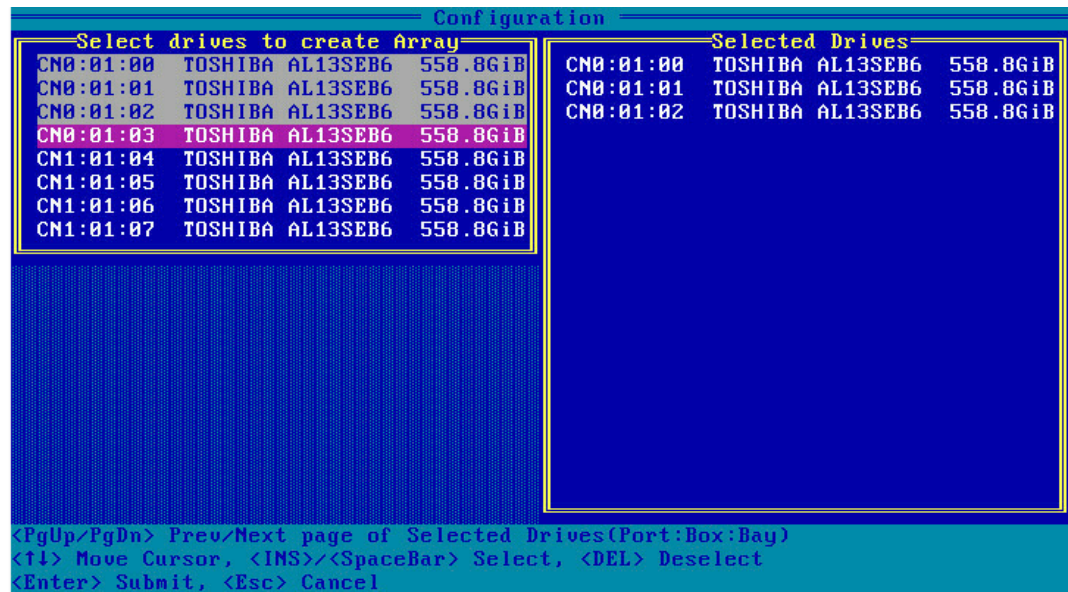 Configuration
Select drives to create Array
CN0:01:00 TOSHIBA AL13SEB6 558.8GiB
CN0:01:01 TOSHIBA AL13SEB6 558.8GiB
CN0:01:02 TOSHIBA AL13SEB6 558.8GiB
CN0:01:03 TOSHIBA AL13SEB6 558.8GiB
CN1:01:04 TOSHIBA AL13SEB6 558.8GiB
CN1:01:05 TOSHIBA AL13SEB6 558.8GiB
CN1:01:06 TOSHIBA AL13SEB6 558.8GiB
CN1:01:07 TOSHIBA AL13SEB6 558.8GiB
Selected Drives
CN0:01:00 TOSHIBA AL13SEB6 558.8GiB
CN0:01:01 TOSHIBA AL13SEB6 558.8GiB
CN0:01:02 TOSHIBA AL13SEB6 558.8GiB
<PgUp/PgDn> Prev/Next page of Selected Drives(Port:Box:Bay)
<↑↓> Move Cursor, <INS>/<SpaceBar> Select, <DEL> Deselect
<Enter> Submit, <Esc> Cancel